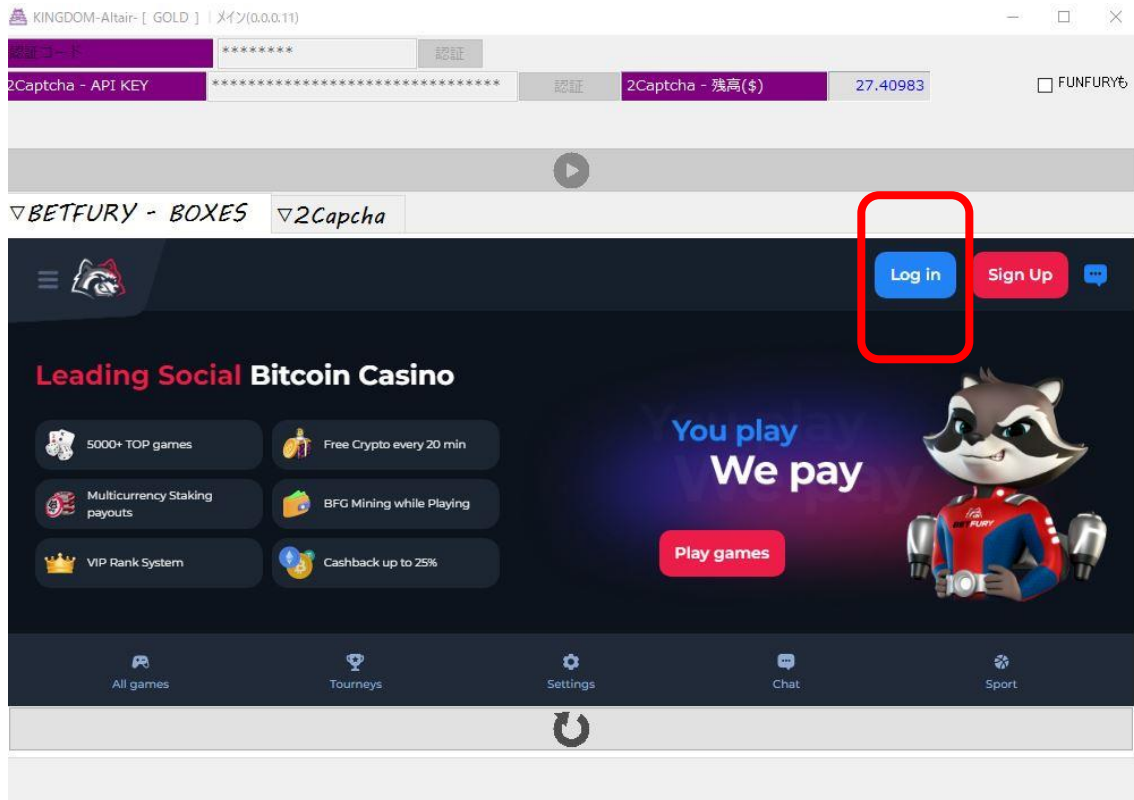 KINGDOM-Altair- [ GOLD ] | メイン(0.0.0.11)
認証コード ******** 認証
2Captcha - API KEY ******************************** 認証 2Captcha - 残高($) 27.40983 FUNFURYも
▽BETFURY - BOXES ▽2Capcha
Log in Sign Up
Leading Social Bitcoin Casino
5000+ TOP games
Free Crypto every 20 min
Multicurrency Staking
payouts
BFG Mining while Playing
VIP Rank System
Cashback up to 25%
You play
We pay
Play games
BETFURY
All games Tourneys Settings Chat Sport